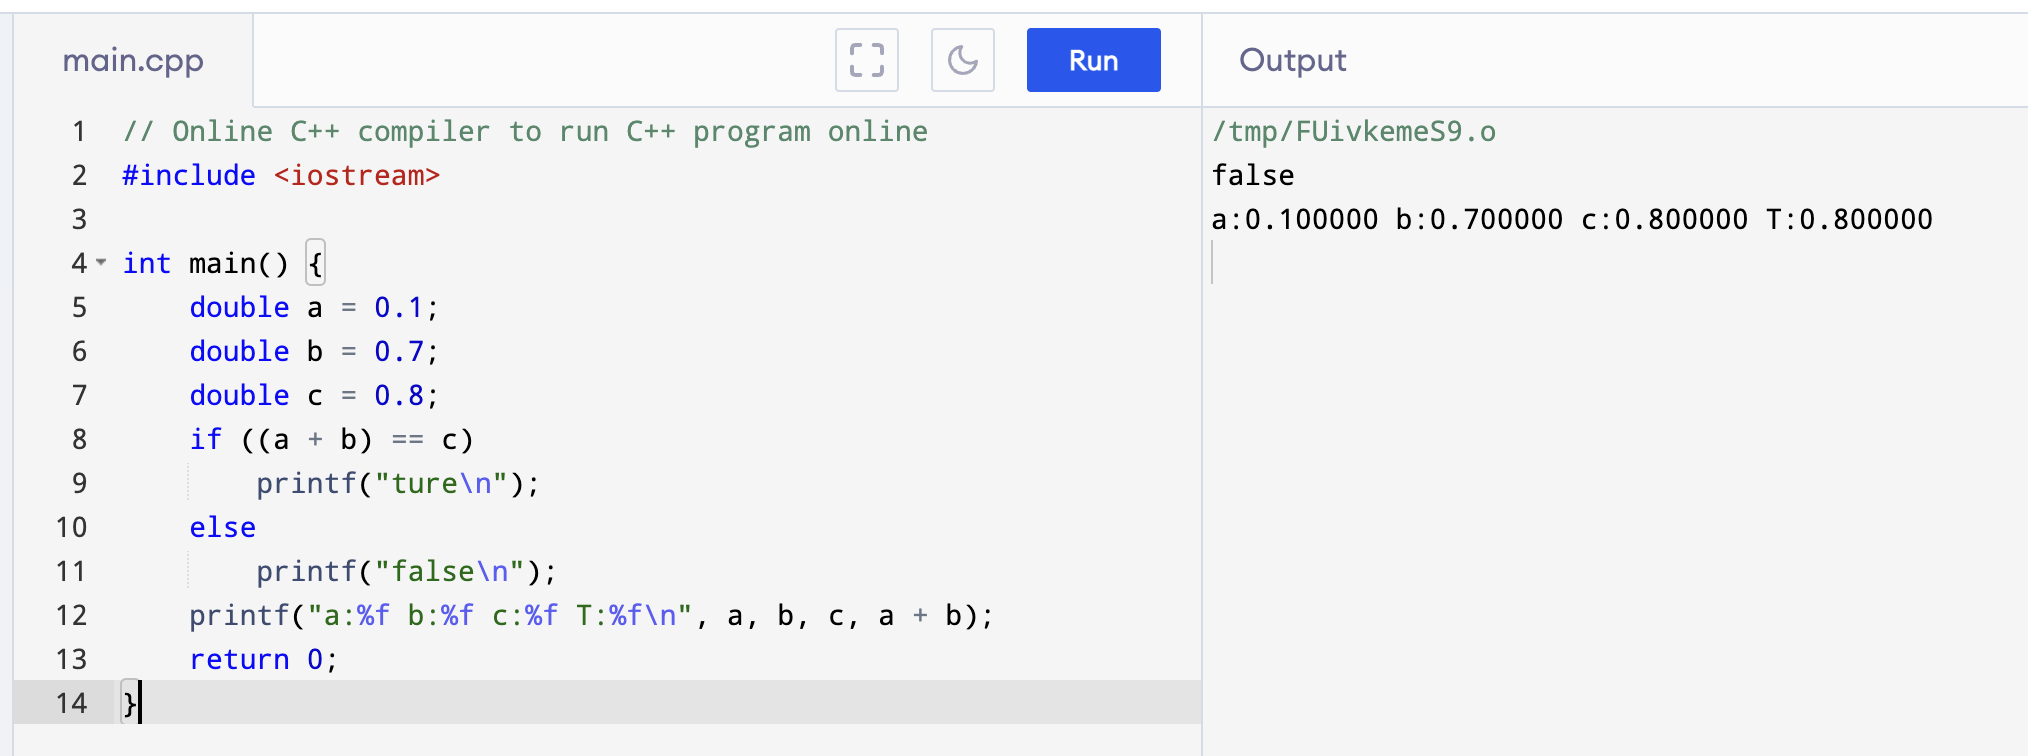 main.cpp
Run
Output
1 // Online C++ compiler to run C++ program online
2 #include <iostream>
3
4 int main() {
5     double a = 0.1;
6     double b = 0.7;
7     double c = 0.8;
8     if ((a + b) == c)
9         printf("ture\n");
10     else
11         printf("false\n");
12     printf("a:%f b:%f c:%f T:%f\n", a, b, c, a + b);
13     return 0;
14 }
/tmp/FUivkemeS9.o
false
a:0.100000 b:0.700000 c:0.800000 T:0.800000